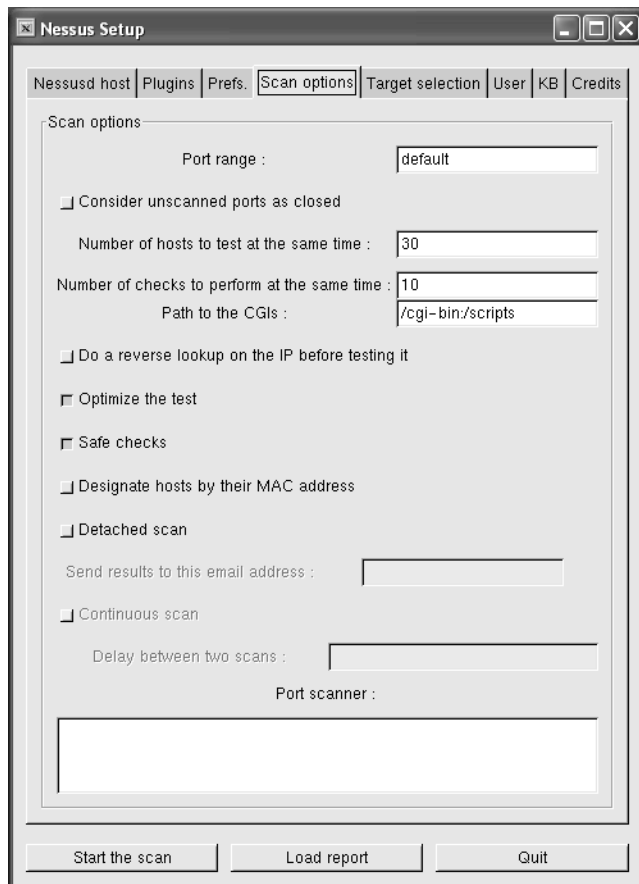 Nessus Setup
Nessusd host Plugins Prefs. Scan options Target selection User KB Credits
Scan options
Port range : default
Consider unscanned ports as closed
Number of hosts to test at the same time : 30
Number of checks to perform at the same time : 10
Path to the CGIs : /cgi-bin:/scripts
Do a reverse lookup on the IP before testing it
Optimize the test
Safe checks
Designate hosts by their MAC address
Detached scan
Send results to this email address :
Continuous scan
Delay between two scans :
Port scanner :
Start the scan Load report Quit